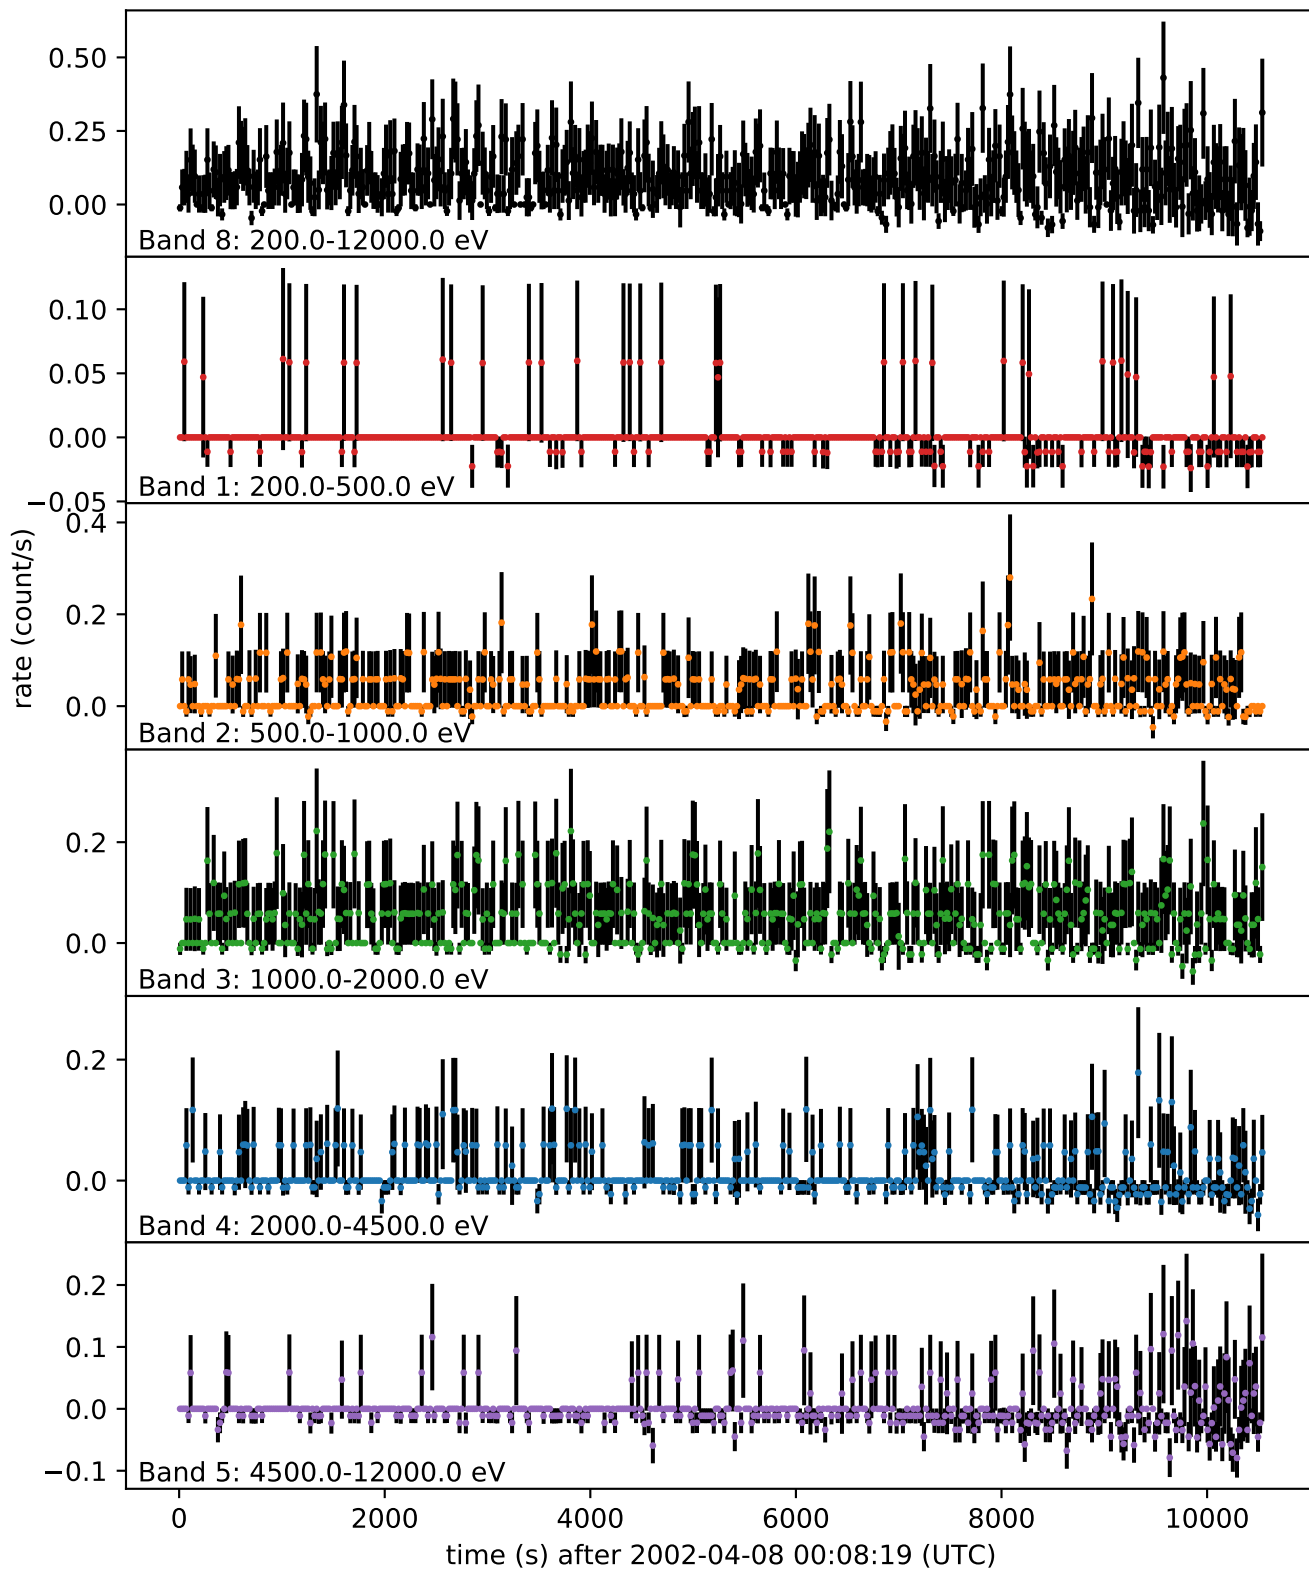 0.50
0.25
0.00
Band 8: 200.0-12000.0 eV
0.10
0.05
0.00
−0.05
Band 1: 200.0-500.0 eV
0.4
0.2
0.0
Band 2: 500.0-1000.0 eV
rate (count/s)
0.2
0.0
Band 3: 1000.0-2000.0 eV
0.2
0.0
Band 4: 2000.0-4500.0 eV
0.2
0.1
0.0
−0.1
Band 5: 4500.0-12000.0 eV
0 2000 4000 6000 8000 10000
time (s) after 2002-04-08 00:08:19 (UTC)